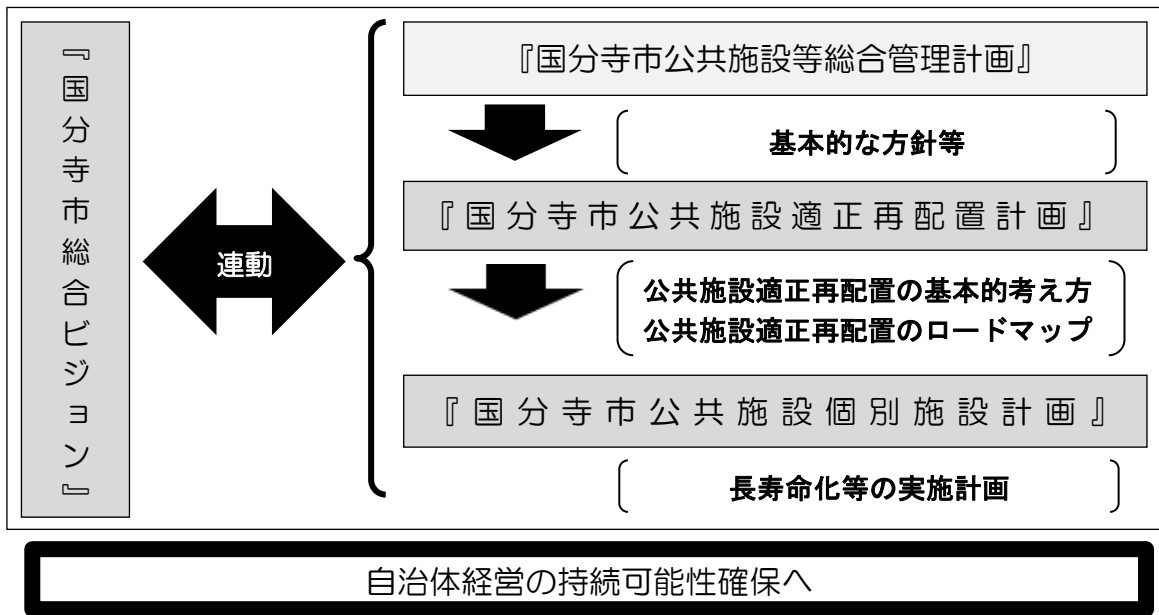 『国分寺市総合ビジョン』
連動
『国分寺市公共施設等総合管理計画』
基本的な方針等
『国分寺市公共施設適正再配置計画』
公共施設適正再配置の基本的考え方
公共施設適正再配置のロードマップ
『国分寺市公共施設個別施設計画』
長寿命化等の実施計画
自治体経営の持続可能性確保へ